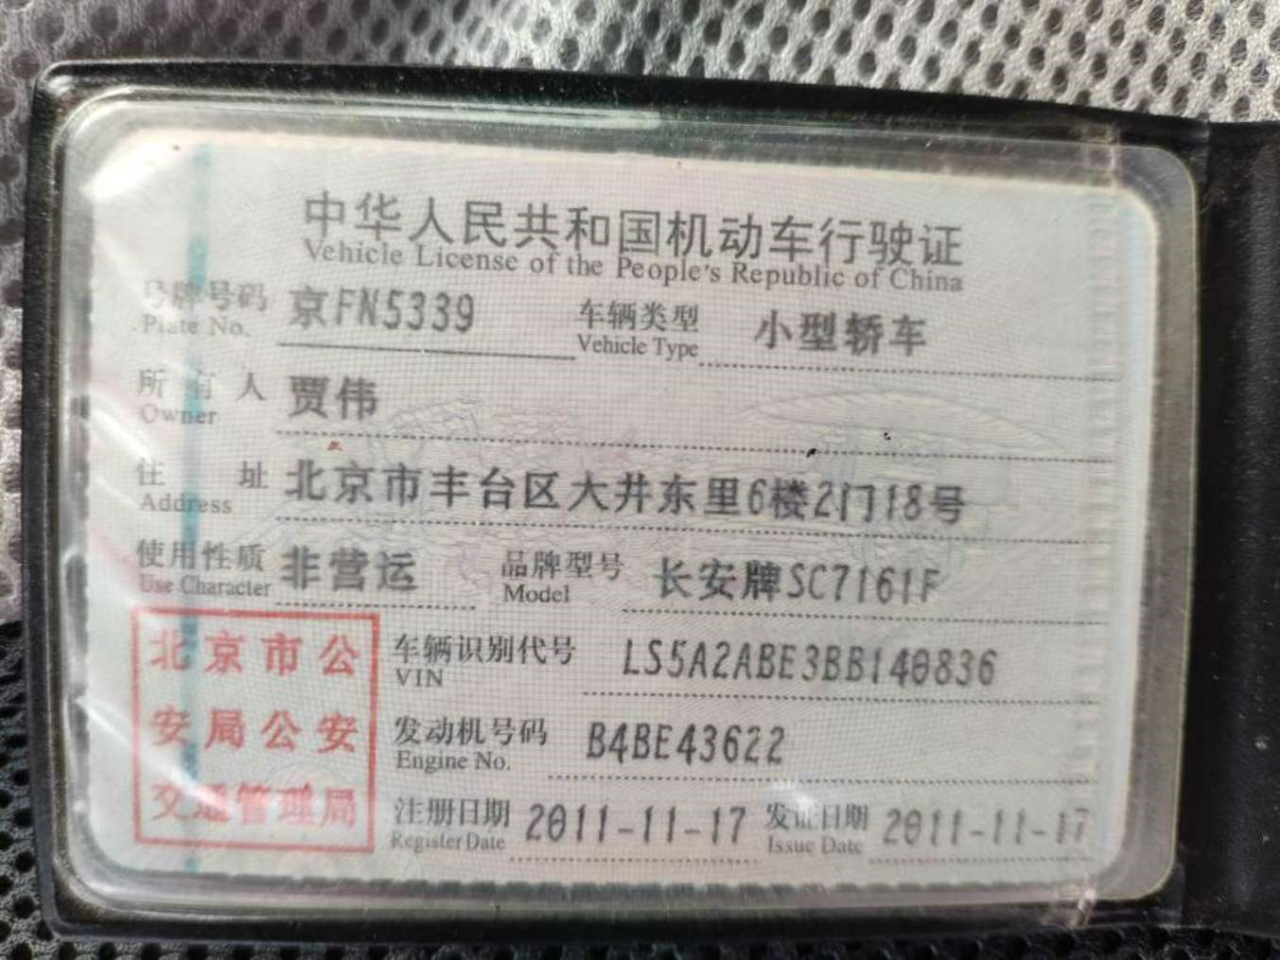 中华人民共和国机动车行驶证
Vehicle License of the People's Republic of China
号牌号码 京FN5339 车辆类型 小型轿车
Plate No. Vehicle Type
所有人 贾伟
Owner
住址 北京市丰台区大井东里6楼2门18号
Address
使用性质 非营运 品牌型号 长安牌SC7161F
Use Character Model
北京市公
安局公安
交通管理局
车辆识别代号 LS5A2ABE3BB140836
VIN
发动机号码 B4BE43622
Engine No.
注册日期 2011-11-17 发证日期 2011-11-17
Register Date Issue Date